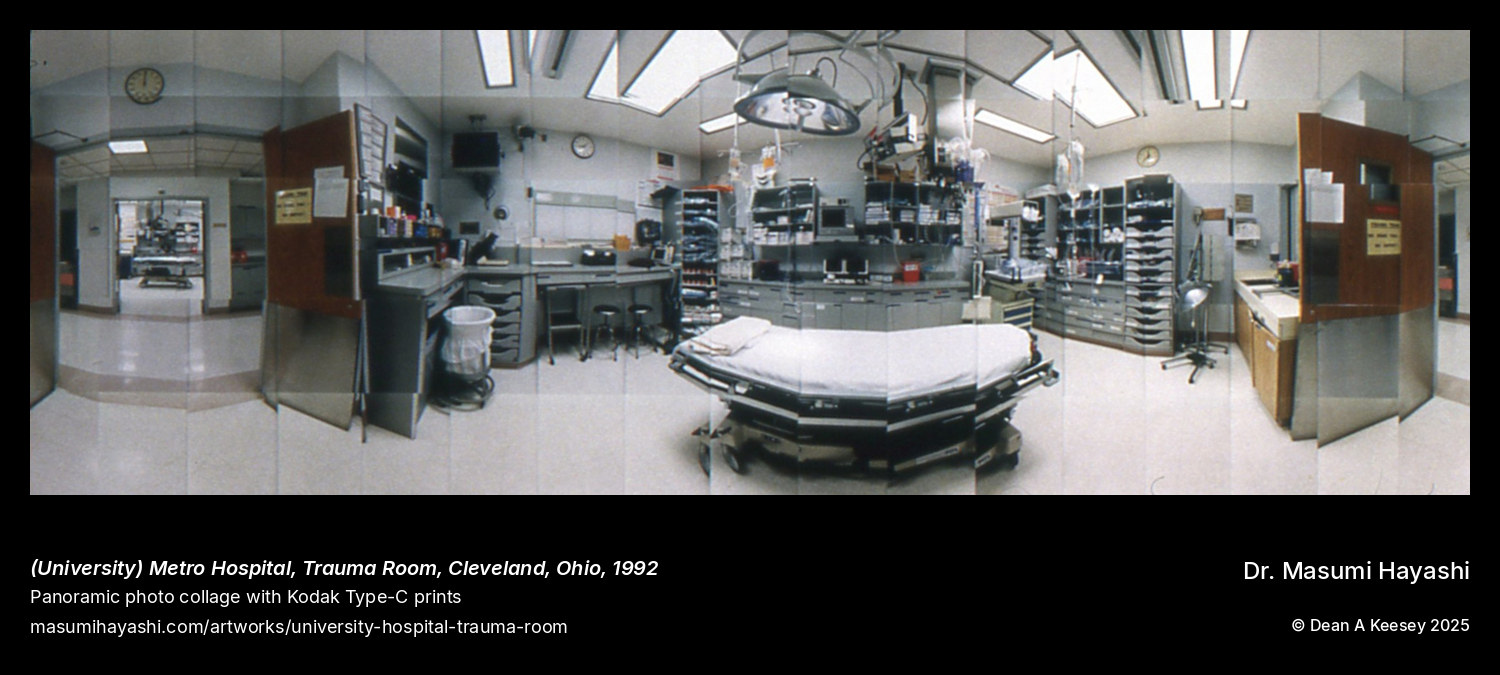 (University) Metro Hospital, Trauma Room, Cleveland, Ohio, 1992
Panoramic photo collage with Kodak Type-C prints
masumihayashi.com/artworks/university-hospital-trauma-room
Dr. Masumi Hayashi
© Dean A Keesey 2025